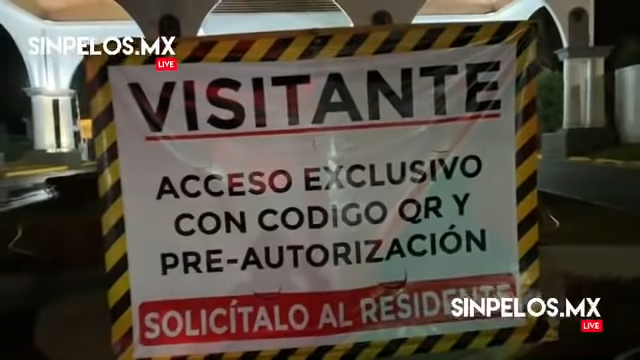 SINPELOS.MX
LIVE
VISITANTE
ACCESO EXCLUSIVO
CON CODIGO QR Y
PRE-AUTORIZACIÓN
SOLICÍTALO AL RESIDENTE
SINPELOS.MX
LIVE